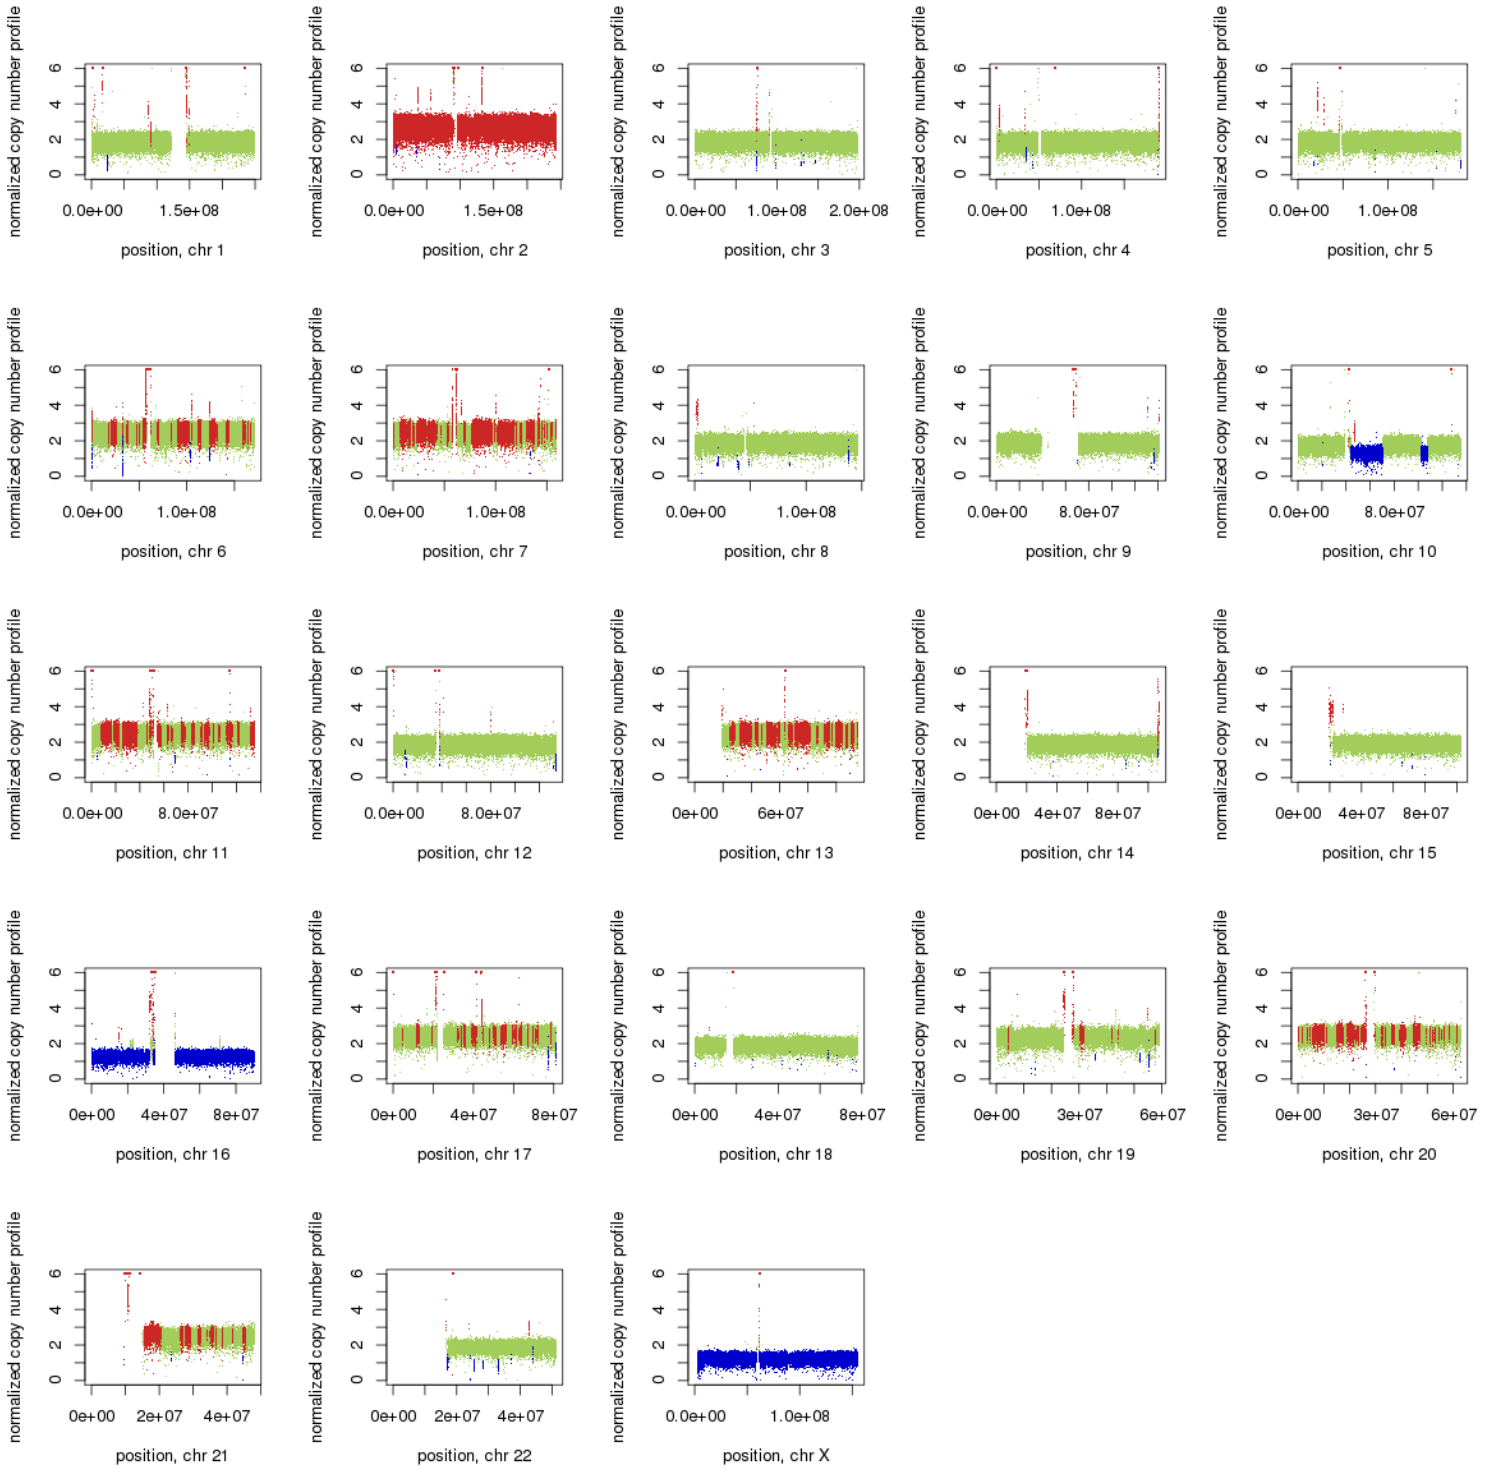 normalized copy number profile
0 2 4 6
0.0e+00 1.5e+08
position, chr 1
normalized copy number profile
0 2 4 6
0.0e+00 1.5e+08
position, chr 2
normalized copy number profile
0 2 4 6
0.0e+00 1.0e+08 2.0e+08
position, chr 3
normalized copy number profile
0 2 4 6
0.0e+00 1.0e+08
position, chr 4
normalized copy number profile
0 2 4 6
0.0e+00 1.0e+08
position, chr 5
normalized copy number profile
0 2 4 6
0.0e+00 1.0e+08
position, chr 6
normalized copy number profile
0 2 4 6
0.0e+00 1.0e+08
position, chr 7
normalized copy number profile
0 2 4 6
0.0e+00 1.0e+08
position, chr 8
normalized copy number profile
0 2 4 6
0.0e+00 8.0e+07
position, chr 9
normalized copy number profile
0 2 4 6
0.0e+00 8.0e+07
position, chr 10
normalized copy number profile
0 2 4 6
0.0e+00 8.0e+07
position, chr 11
normalized copy number profile
0 2 4 6
0.0e+00 8.0e+07
position, chr 12
normalized copy number profile
0 2 4 6
0e+00 6e+07
position, chr 13
normalized copy number profile
0 2 4 6
0e+00 4e+07 8e+07
position, chr 14
normalized copy number profile
0 2 4 6
0e+00 4e+07 8e+07
position, chr 15
normalized copy number profile
0 2 4 6
0e+00 4e+07 8e+07
position, chr 16
normalized copy number profile
0 2 4 6
0e+00 4e+07 8e+07
position, chr 17
normalized copy number profile
0 2 4 6
0e+00 4e+07 8e+07
position, chr 18
normalized copy number profile
0 2 4 6
0e+00 3e+07 6e+07
position, chr 19
normalized copy number profile
0 2 4 6
0e+00 3e+07 6e+07
position, chr 20
normalized copy number profile
0 2 4 6
0e+00 2e+07 4e+07
position, chr 21
normalized copy number profile
0 2 4 6
0e+00 2e+07 4e+07
position, chr 22
normalized copy number profile
0 2 4 6
0.0e+00 1.0e+08
position, chr X